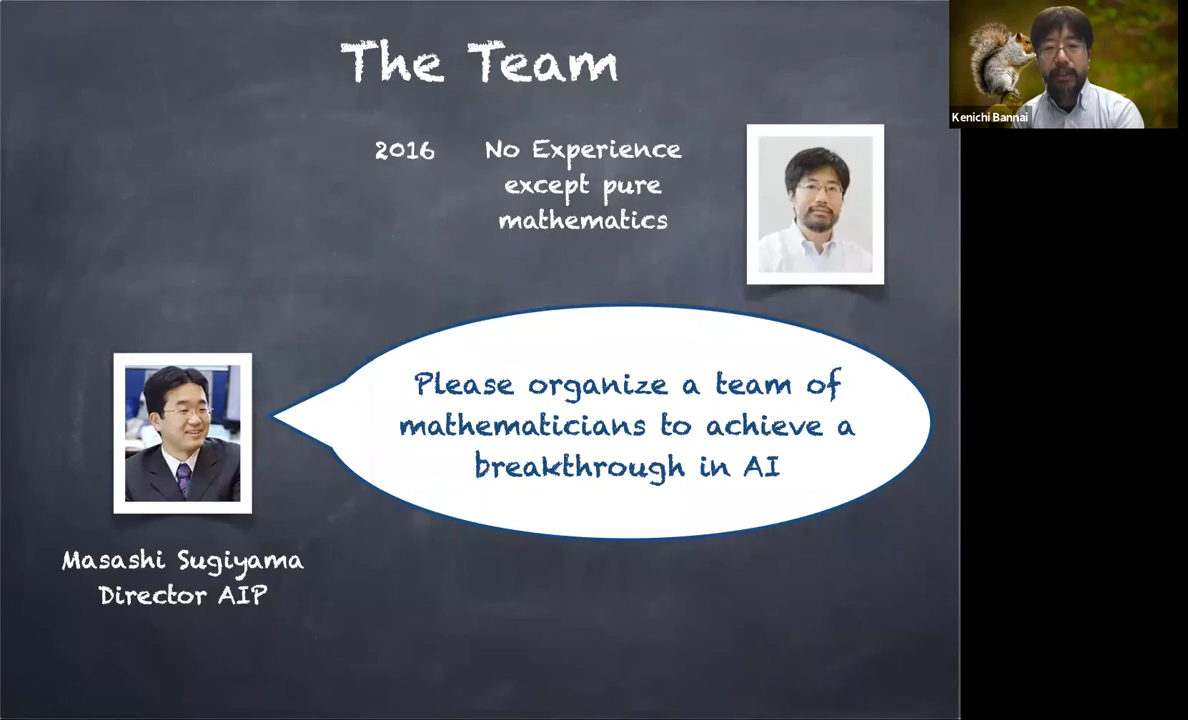 The Team
Kenichi Bannai
2016 No Experience
except pure
mathematics
Please organize a team of
mathematicians to achieve a
breakthrough in AI
Masashi Sugiyama
Director AIP